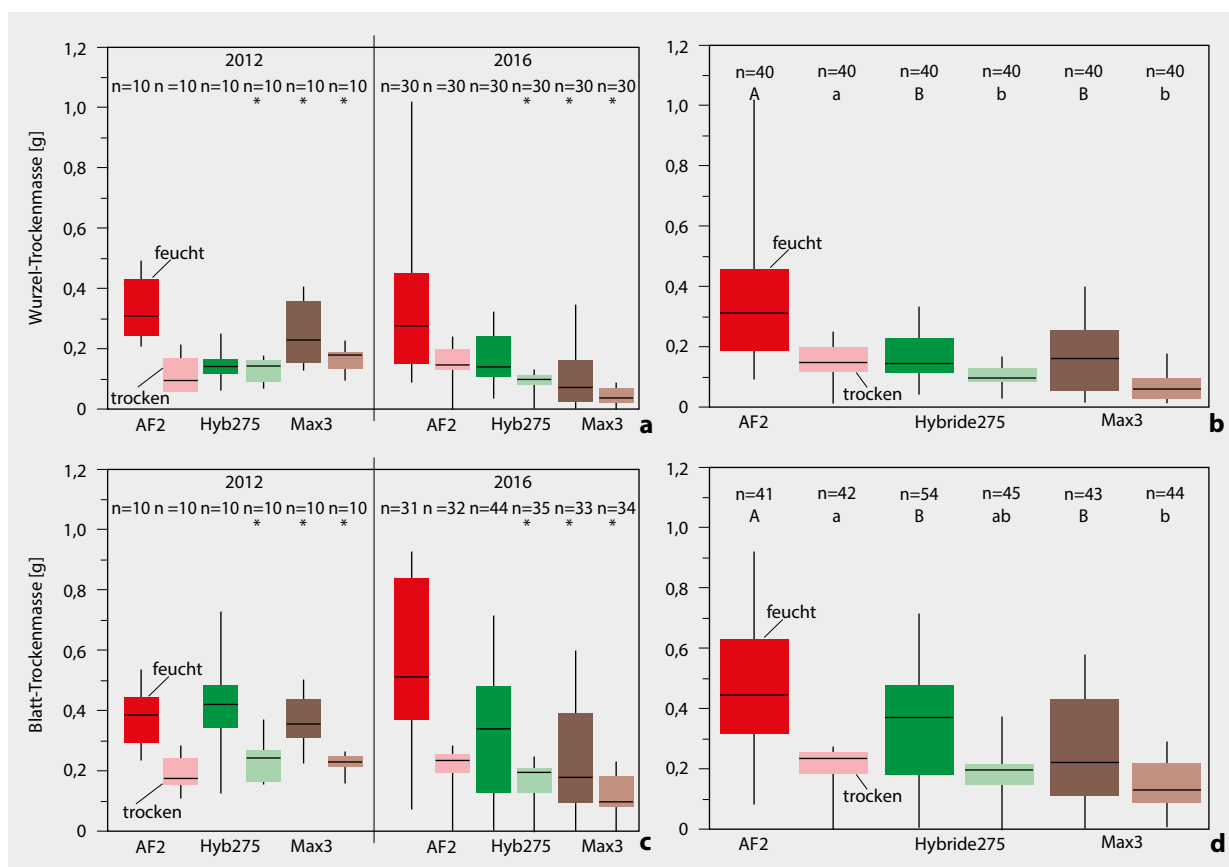 2012 2016
n=10 n =10 n=10 n=10 n=10 n=10 n=30 n =30 n=30 n=30 n=30 n=30
* * * * * *
Wurzel-Trockenmasse [g]
1,2
1,0
0,8
0,6
0,4
0,2
0
feucht
trocken
AF2 Hyb275 Max3 AF2 Hyb275 Max3
a
1,2
1,0
0,8
0,6
0,4
0,2
0
n=40 n=40 n=40 n=40 n=40 n=40
A a B b B b
feucht
trocken
AF2 Hybride275 Max3
b
2012 2016
n=10 n =10 n=10 n=10 n=10 n=10 n=31 n =32 n=44 n=35 n=33 n=34
* * * * * *
Blatt-Trockenmasse [g]
1,2
1,0
0,8
0,6
0,4
0,2
0
feucht
trocken
AF2 Hyb275 Max3 AF2 Hyb275 Max3
c
1,2
1,0
0,8
0,6
0,4
0,2
0
n=41 n=42 n=54 n=45 n=43 n=44
A a B ab B b
feucht
trocken
AF2 Hybride275 Max3
d